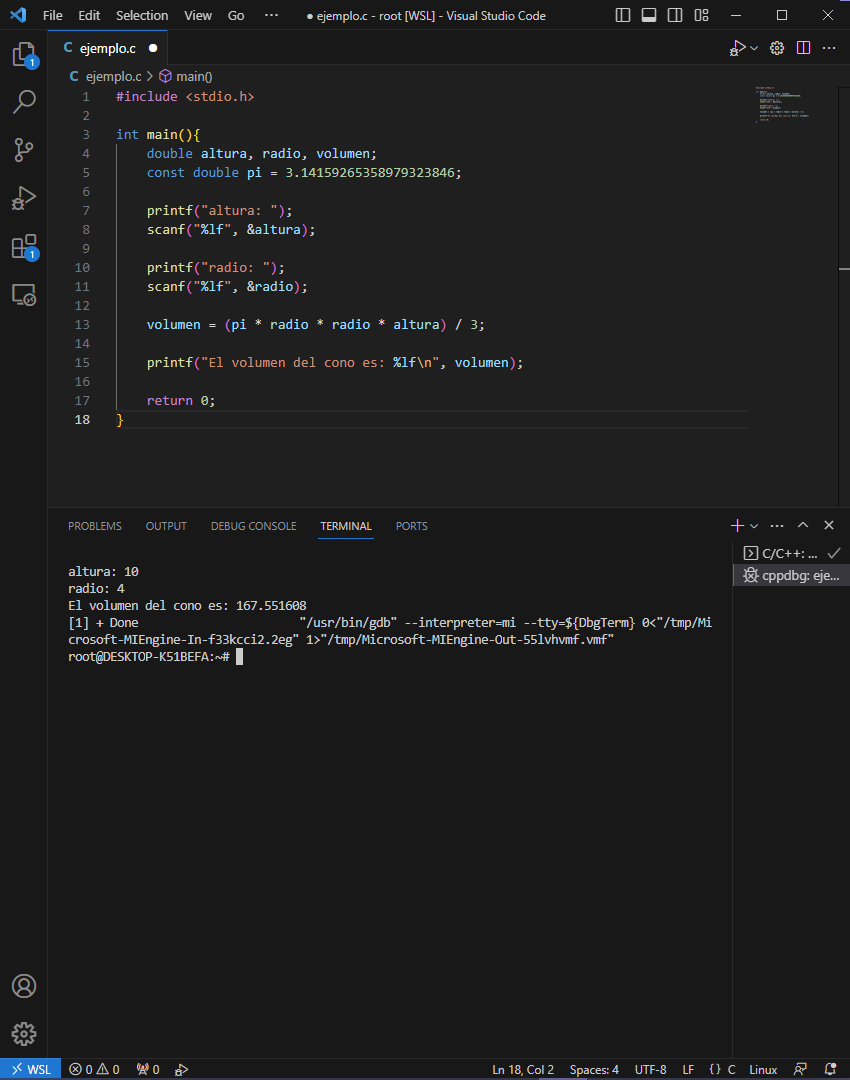 File Edit Selection View Go ··· ● ejemplo.c - root [WSL] - Visual Studio Code
C ejemplo.c ●
C ejemplo.c > main()
1 #include <stdio.h>
2
3 int main(){
4 double altura, radio, volumen;
5 const double pi = 3.14159265358979323846;
6
7 printf("altura: ");
8 scanf("%lf", &altura);
9
10 printf("radio: ");
11 scanf("%lf", &radio);
12
13 volumen = (pi * radio * radio * altura) / 3;
14
15 printf("El volumen del cono es: %lf\n", volumen);
16
17 return 0;
18 }
1
1
PROBLEMS OUTPUT DEBUG CONSOLE TERMINAL PORTS
altura: 10
radio: 4
El volumen del cono es: 167.551608
[1] + Done "/usr/bin/gdb" --interpreter=mi --tty=${DbgTerm} 0<"/tmp/Mi
crosoft-MIEngine-In-f33kcci2.2eg" 1>"/tmp/Microsoft-MIEngine-Out-55lvhvmf.vmf"
root@DESKTOP-K51BEFA:~#
C/C++: ...
cppdbg: eje...
WSL 0 0 0 Ln 18, Col 2 Spaces: 4 UTF-8 LF {} C Linux